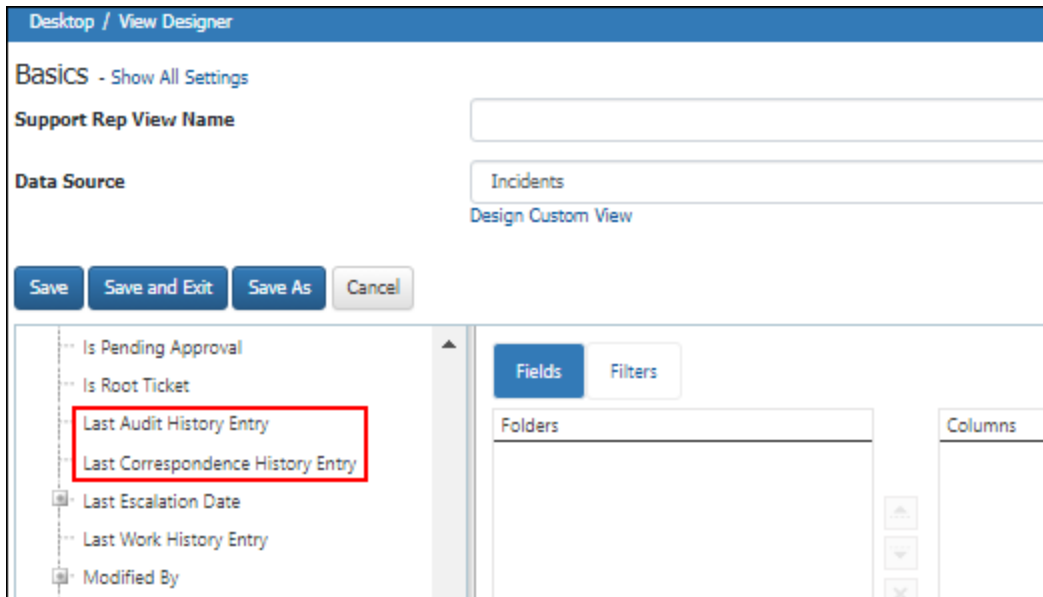 Desktop / View Designer
Basics - Show All Settings
Support Rep View Name
Data Source
Incidents
Design Custom View
Save
Save and Exit
Save As
Cancel
Is Pending Approval
Is Root Ticket
Last Audit History Entry
Last Correspondence History Entry
Last Escalation Date
Last Work History Entry
Modified By
Fields
Filters
Folders
Columns